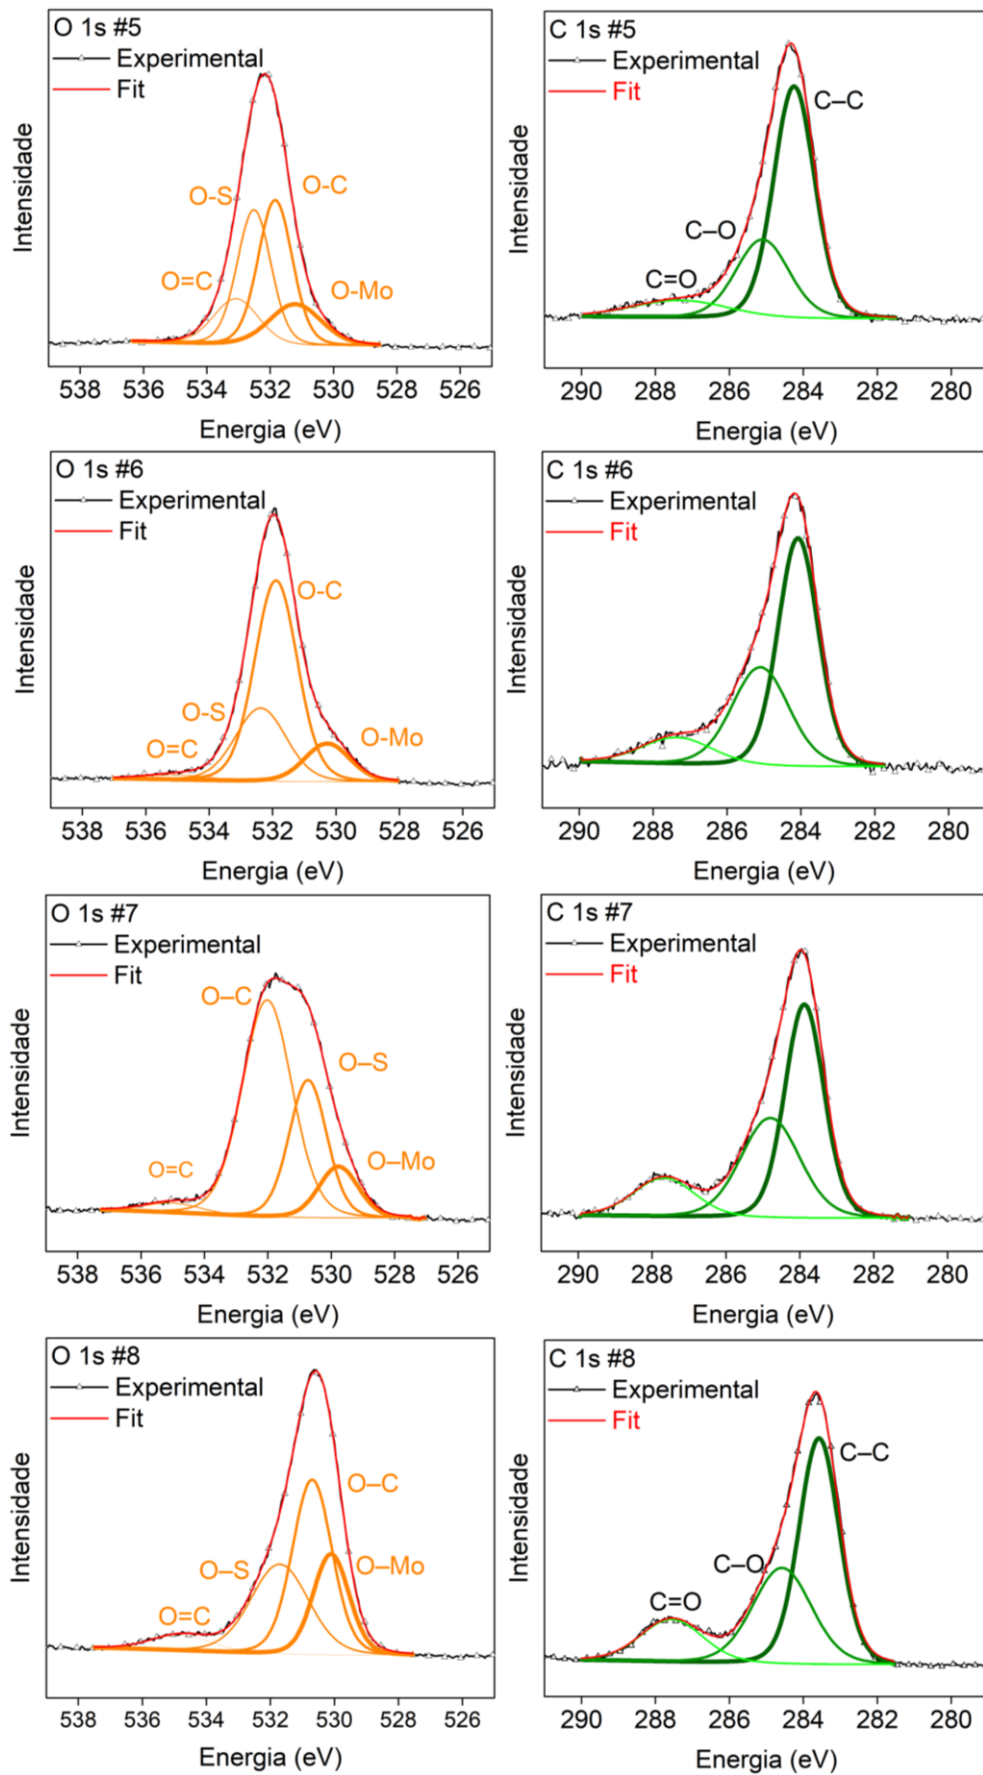 O 1s #5
Experimental
Fit
O-S
O-C
O=C
O-Mo
Intensidade
538 536 534 532 530 528 526
Energia (eV)
C 1s #5
Experimental
Fit
C–C
C–O
C=O
Intensidade
290 288 286 284 282 280
Energia (eV)
O 1s #6
Experimental
Fit
O-C
O-S
O=C
O-Mo
Intensidade
538 536 534 532 530 528 526
Energia (eV)
C 1s #6
Experimental
Fit
Intensidade
290 288 286 284 282 280
Energia (eV)
O 1s #7
Experimental
Fit
O–C
O–S
O=C
O–Mo
Intensidade
538 536 534 532 530 528 526
Energia (eV)
C 1s #7
Experimental
Fit
Intensidade
290 288 286 284 282 280
Energia (eV)
O 1s #8
Experimental
Fit
O–C
O–S
O–Mo
O=C
Intensidade
538 536 534 532 530 528 526
Energia (eV)
C 1s #8
Experimental
Fit
C–C
C–O
C=O
Intensidade
290 288 286 284 282 280
Energia (eV)